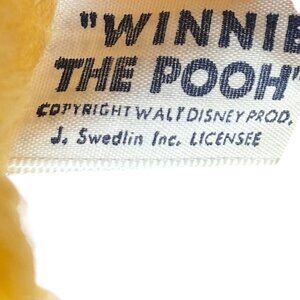 "WINNIE
THE POOH"
COPYRIGHT WALT DISNEY PROD.
J. Swedlin Inc. LICENSEE